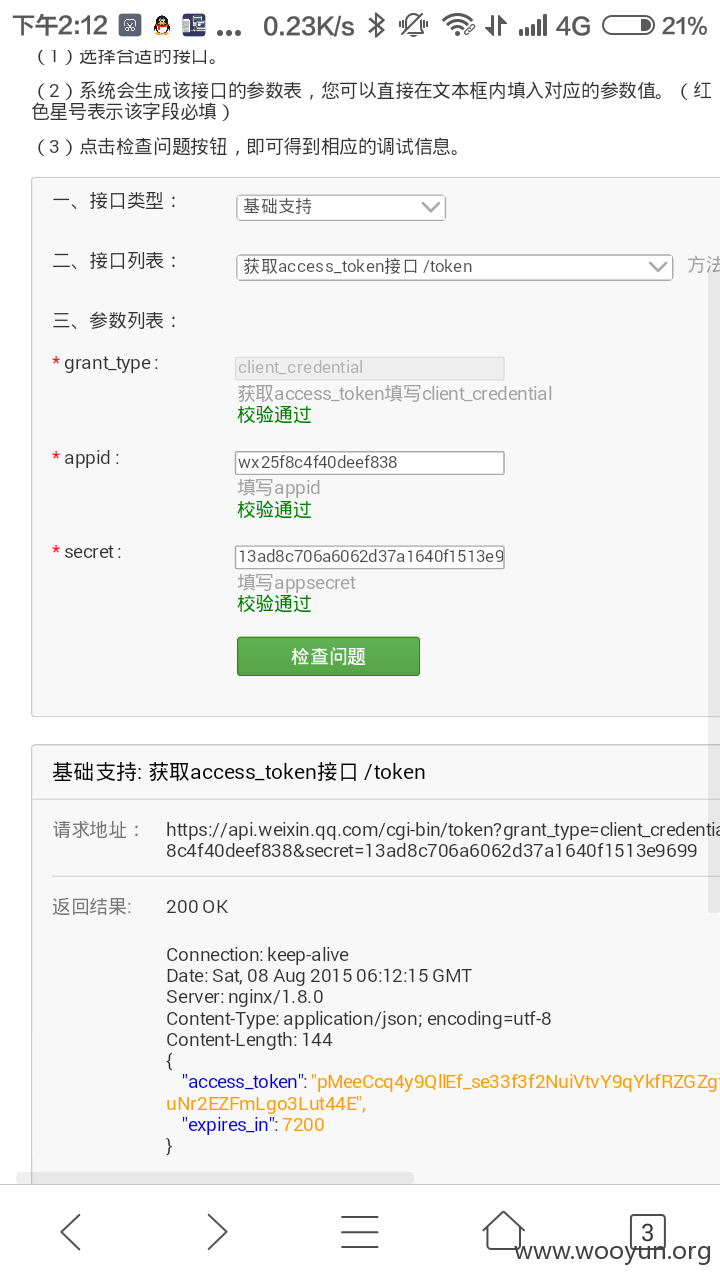 下午2:12 ... 0.23K/s 4G 21%
（1）选择合适的接口。
（2）系统会生成该接口的参数表，您可以直接在文本框内填入对应的参数值。（红
色星号表示该字段必填）
（3）点击检查问题按钮，即可得到相应的调试信息。
一、接口类型： 基础支持
二、接口列表： 获取access_token接口 /token 方法
三、参数列表：
* grant_type: client_credential
获取access_token填写client_credential
校验通过
* appid: wx25f8c4f40deef838
填写appid
校验通过
* secret: 13ad8c706a6062d37a1640f1513e9
填写appsecret
校验通过
检查问题
基础支持: 获取access_token接口 /token
请求地址： https://api.weixin.qq.com/cgi-bin/token?grant_type=client_credentia
8c4f40deef838&secret=13ad8c706a6062d37a1640f1513e9699
返回结果: 200 OK
Connection: keep-alive
Date: Sat, 08 Aug 2015 06:12:15 GMT
Server: nginx/1.8.0
Content-Type: application/json; encoding=utf-8
Content-Length: 144
{
"access_token": "pMeeCcq4y9QllEf_se33f3f2NuiVtvY9qYkfRZGZg
uNr2EZFmLgo3Lut44E",
"expires_in": 7200
}
3
www.wooyun.org